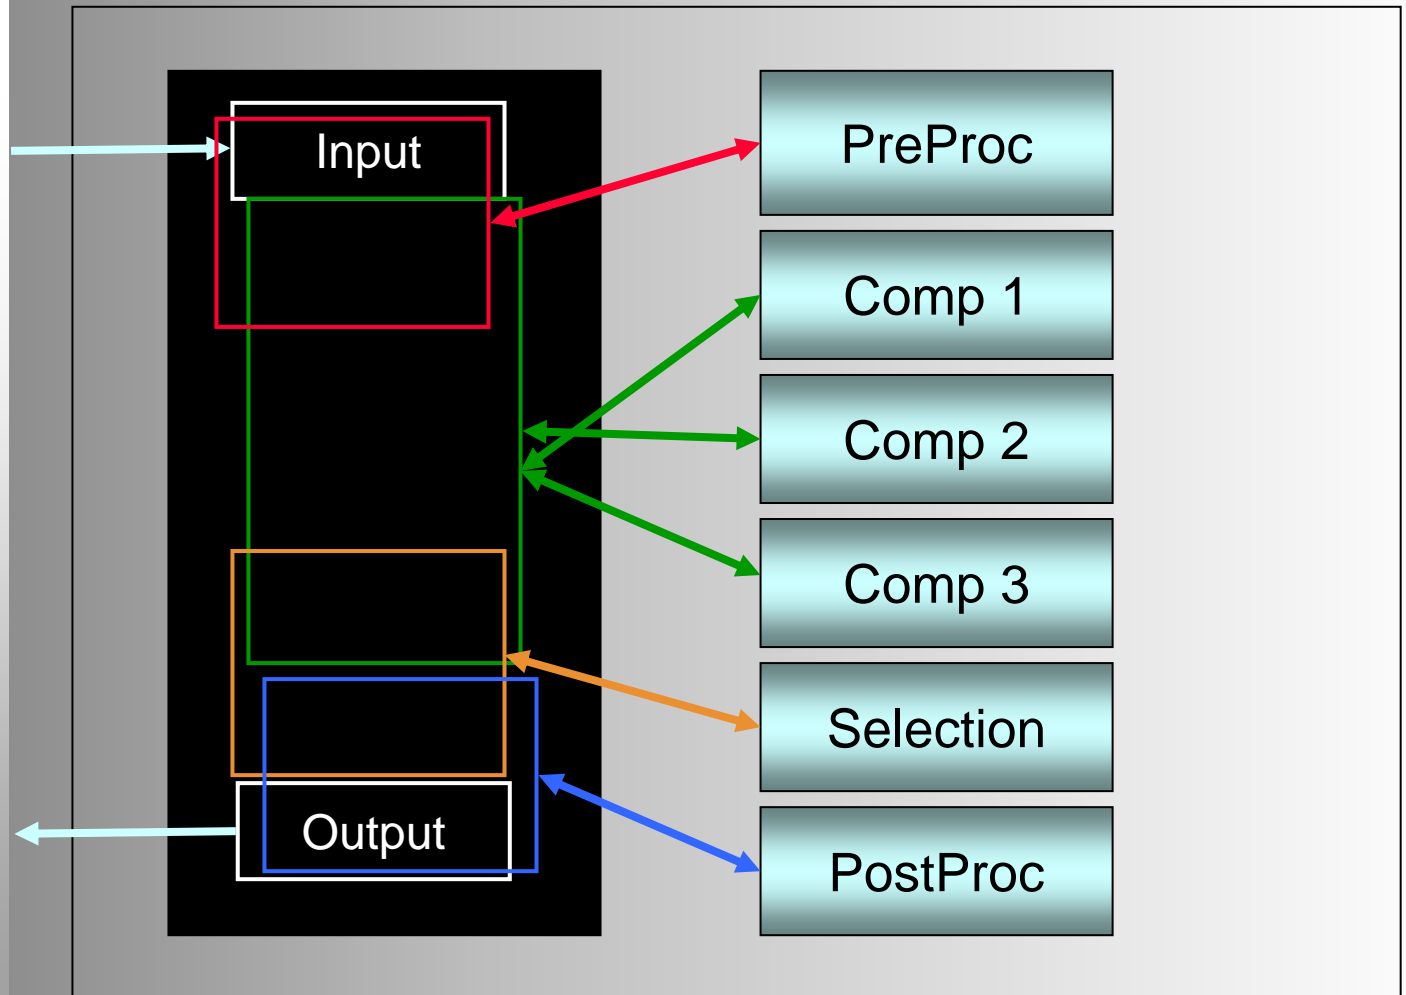 Input
PreProc
Comp 1
Comp 2
Comp 3
Selection
Output
PostProc